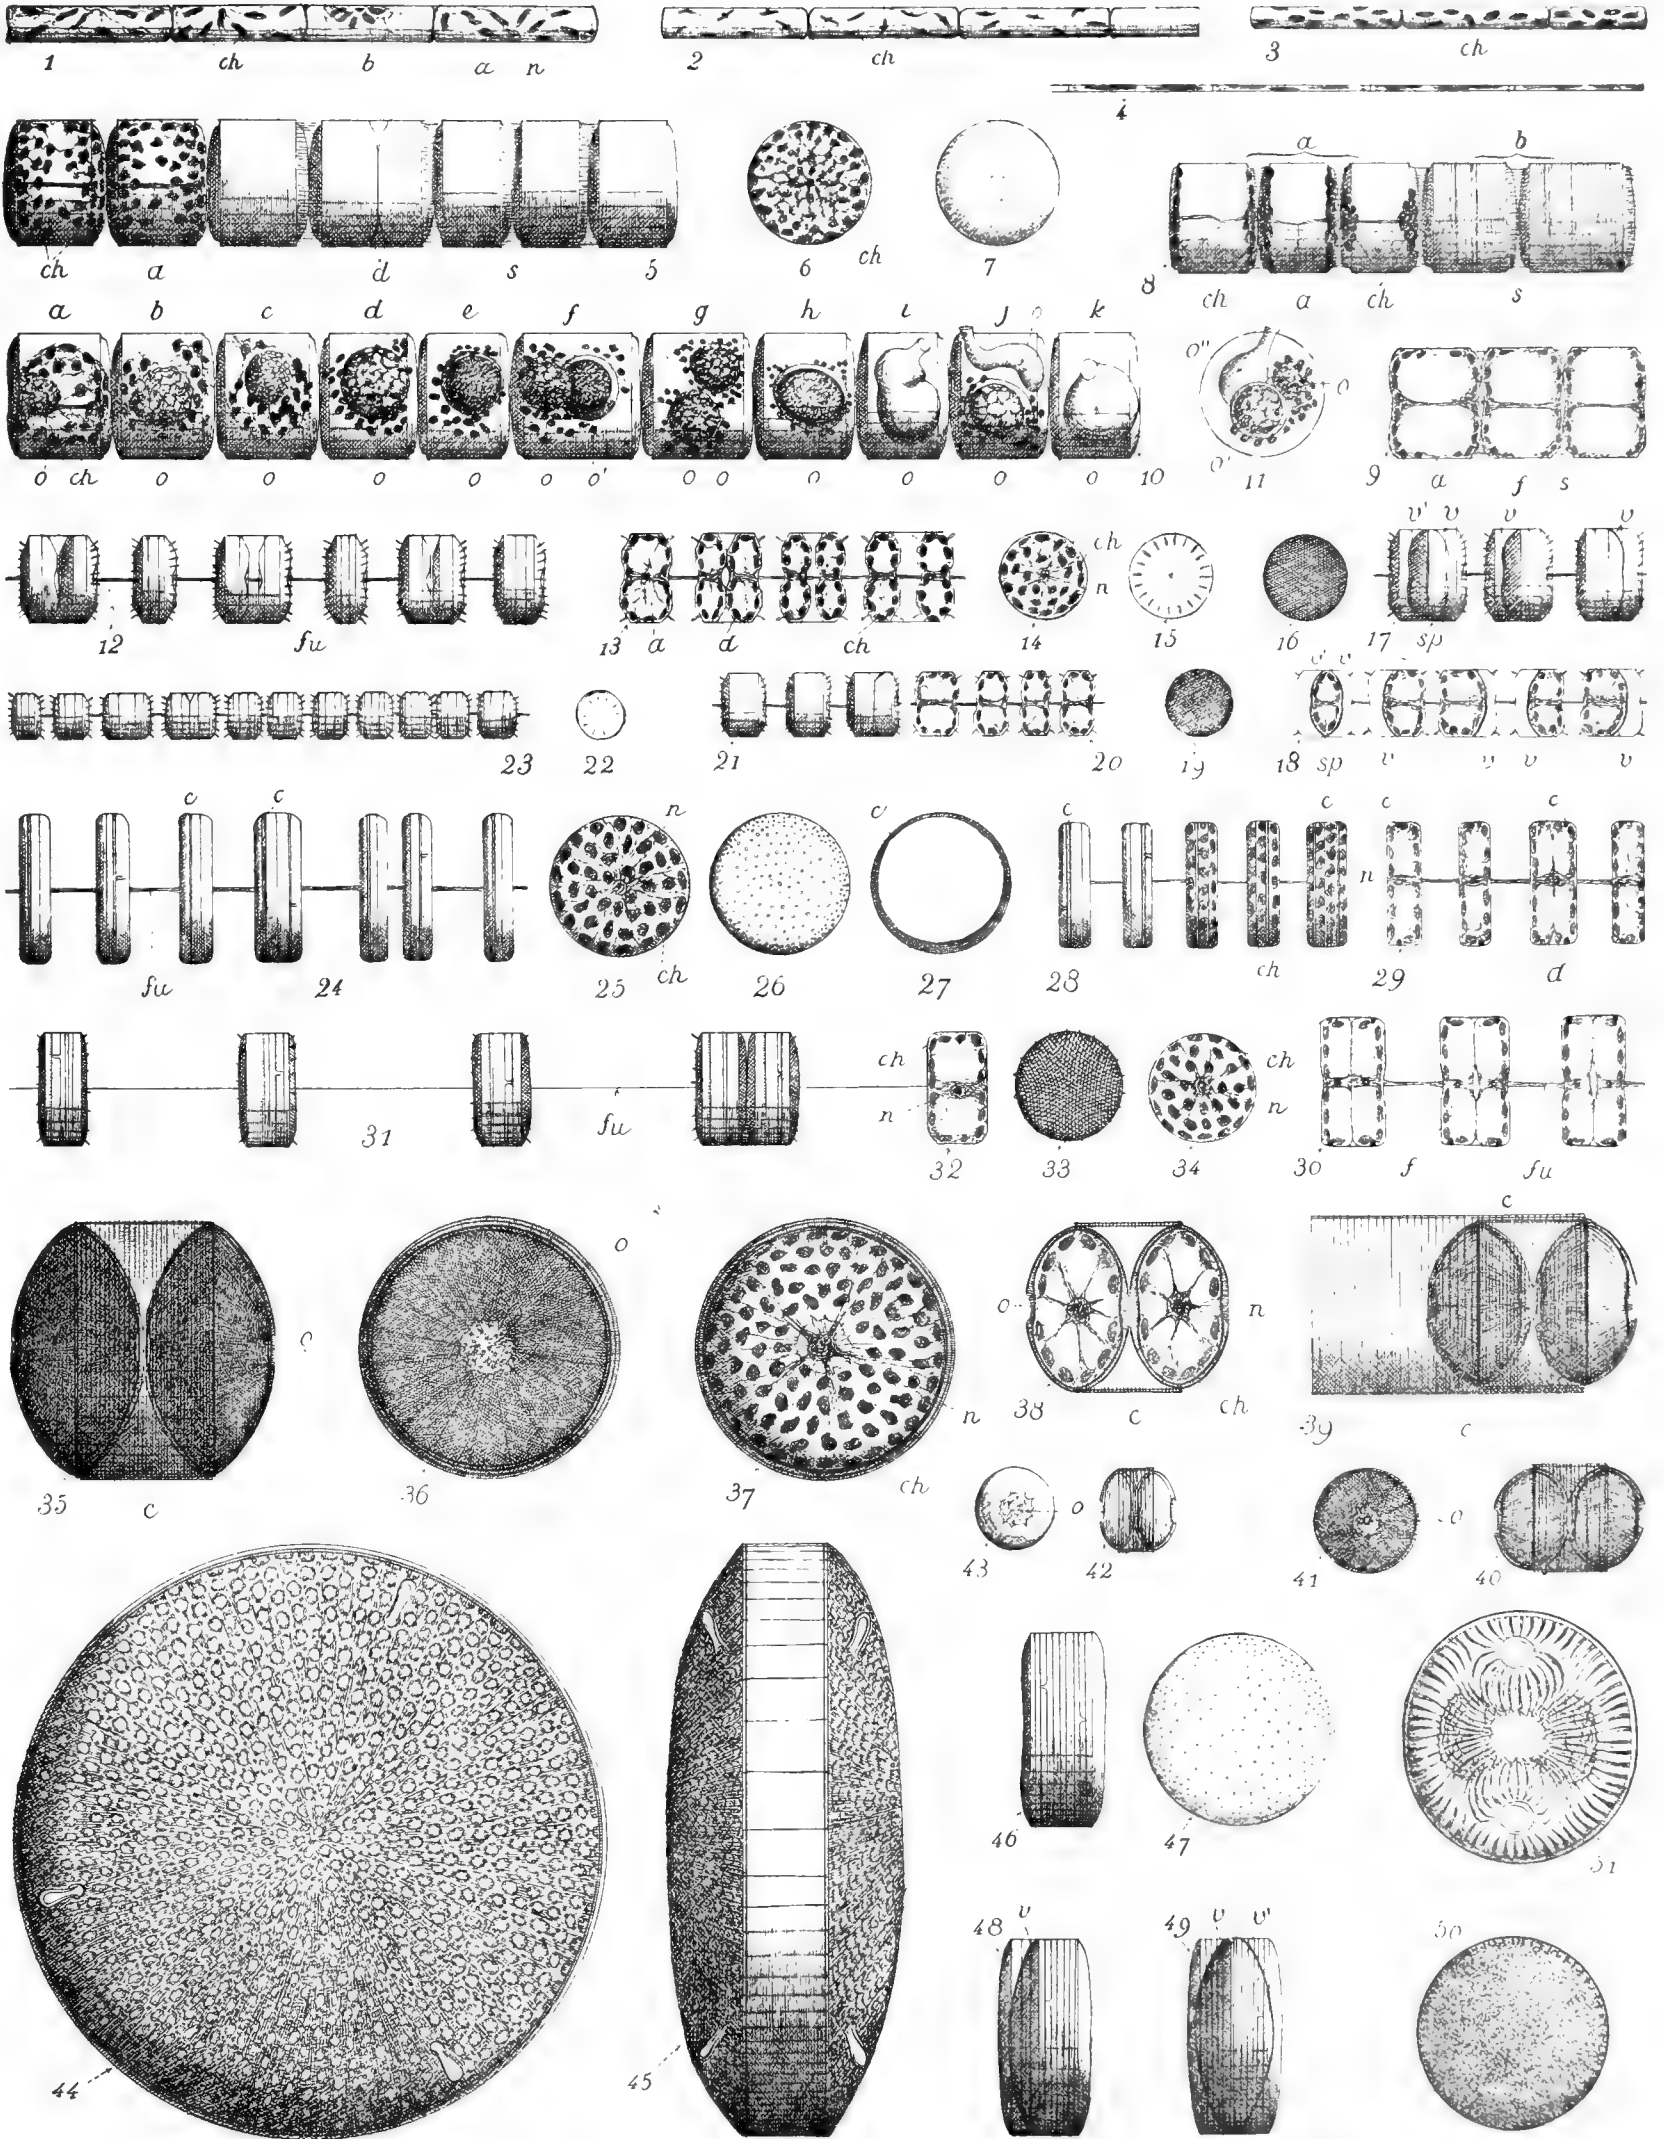 1 ch b a n 2 ch 3 ch
4
a b
ch a d s 5 6 ch 7 8 ch a ch s
a b c d e f g h i j o k o'' o
o ch o o o o o o' o o o o o o 10 o' 11 9 a f s
ch n v' v v v
12 fu 13 a d ch 14 15 16 17 sp
v' v
23 22 21 20 19 18 sp v v v v
c c n c c c c c
n
fu 24 25 ch 26 27 28 ch 29 d
ch n ch n
31 fu 32 33 34 30 f fu
c
o o o n
35 c 36 37 n ch 38 c ch 39 c
o o
43 42 41 40
46 47 51
48 v 49 v v' 50
44 45